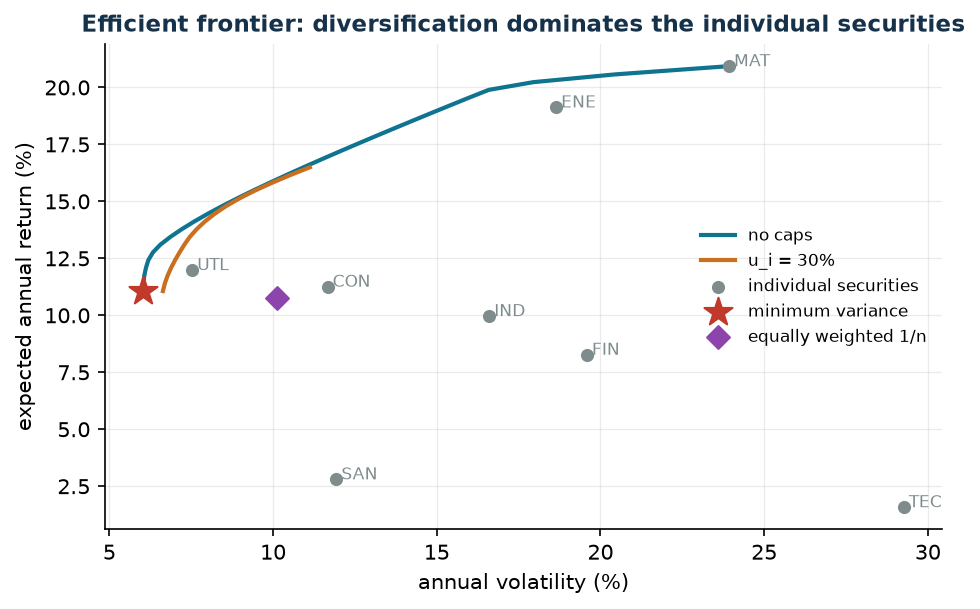 Efficient frontier: diversification dominates the individual securities
expected annual return (%)
20.0
17.5
15.0
12.5
10.0
7.5
5.0
2.5
MAT
ENE
UTL
CON
IND
FIN
SAN
TEC
no caps
u_i = 30%
individual securities
minimum variance
equally weighted 1/n
5
10
15
20
25
30
annual volatility (%)